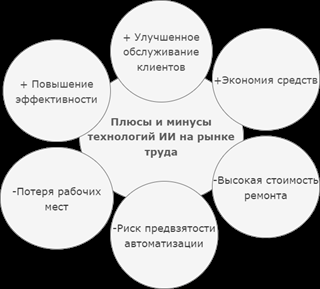 + Улучшенное
обслуживание
клиентов
+ Повышение
эффективности
+Экономия средств
Плюсы и минусы
технологий ИИ на рынке
труда
-Потеря рабочих
мест
-Высокая стоимость
ремонта
-Риск предвзятости
автоматизации